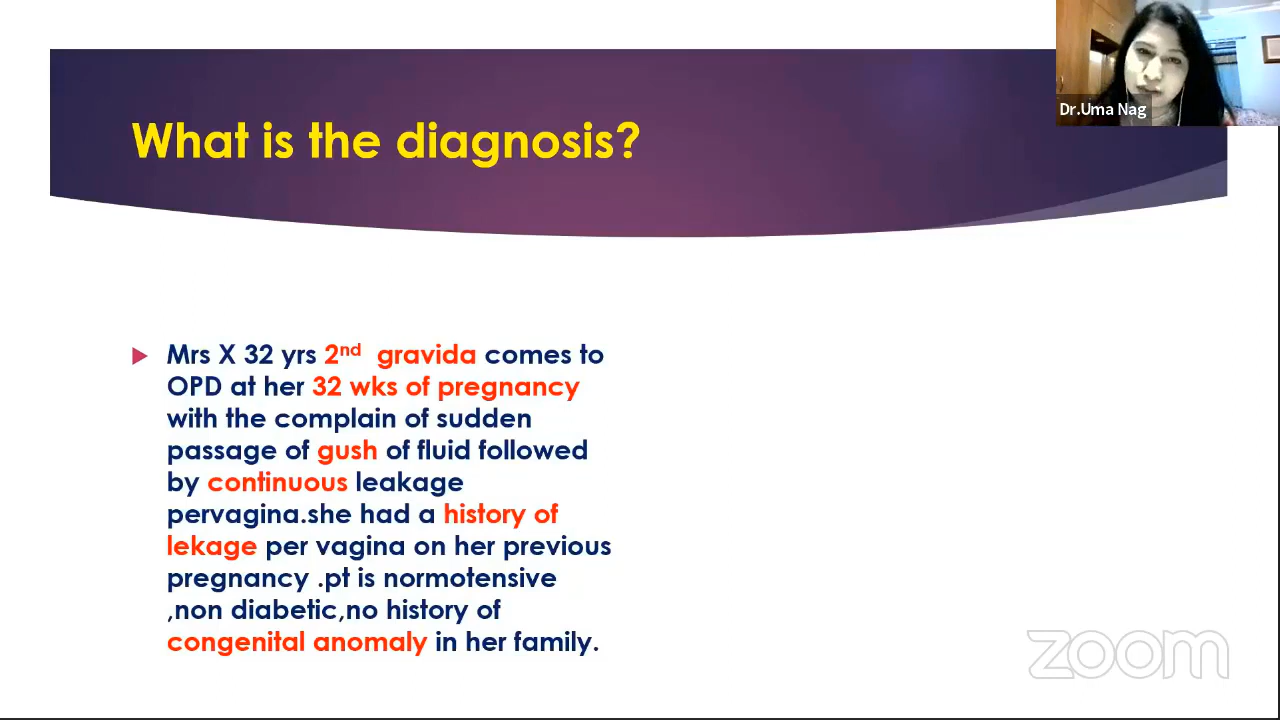 Dr.Uma Nag
What is the diagnosis?
Mrs X 32 yrs 2nd gravida comes to
OPD at her 32 wks of pregnancy
with the complain of sudden
passage of gush of fluid followed
by continuous leakage
pervagina.she had a history of
lekage per vagina on her previous
pregnancy .pt is normotensive
,non diabetic,no history of
congenital anomaly in her family.
zoom